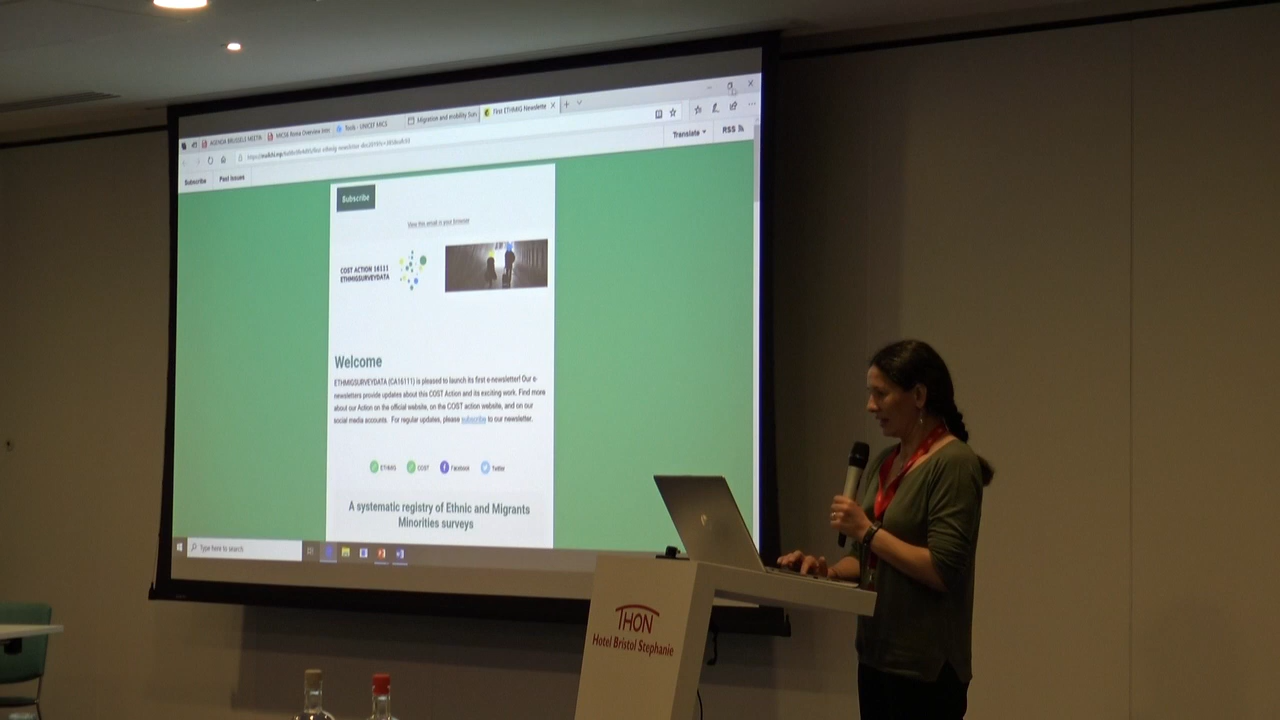 AGENDA BRUSSELS MEETIN
MICS6 Roma Overview Inter
Tools - UNICEF MICS
Migration and mobility Surv
First ETHMIG Newslette
Translate
RSS
Subscribe
Past Issues
Subscribe
View this email in your browser
COST ACTION 16111
ETHMIGSURVEYDATA
Welcome
ETHMIGSURVEYDATA (CA16111) is pleased to launch its first e-newsletter! Our e-
newsletters provide updates about this COST Action and its exciting work. Find more
about our Action on the official website, on the COST action website, and on our
social media accounts. For regular updates, please subscribe to our newsletter.
ETHMIG
COST
Facebook
Twitter
A systematic registry of Ethnic and Migrants
Minorities surveys
Type here to search
THON
Hotel Bristol Stephanie